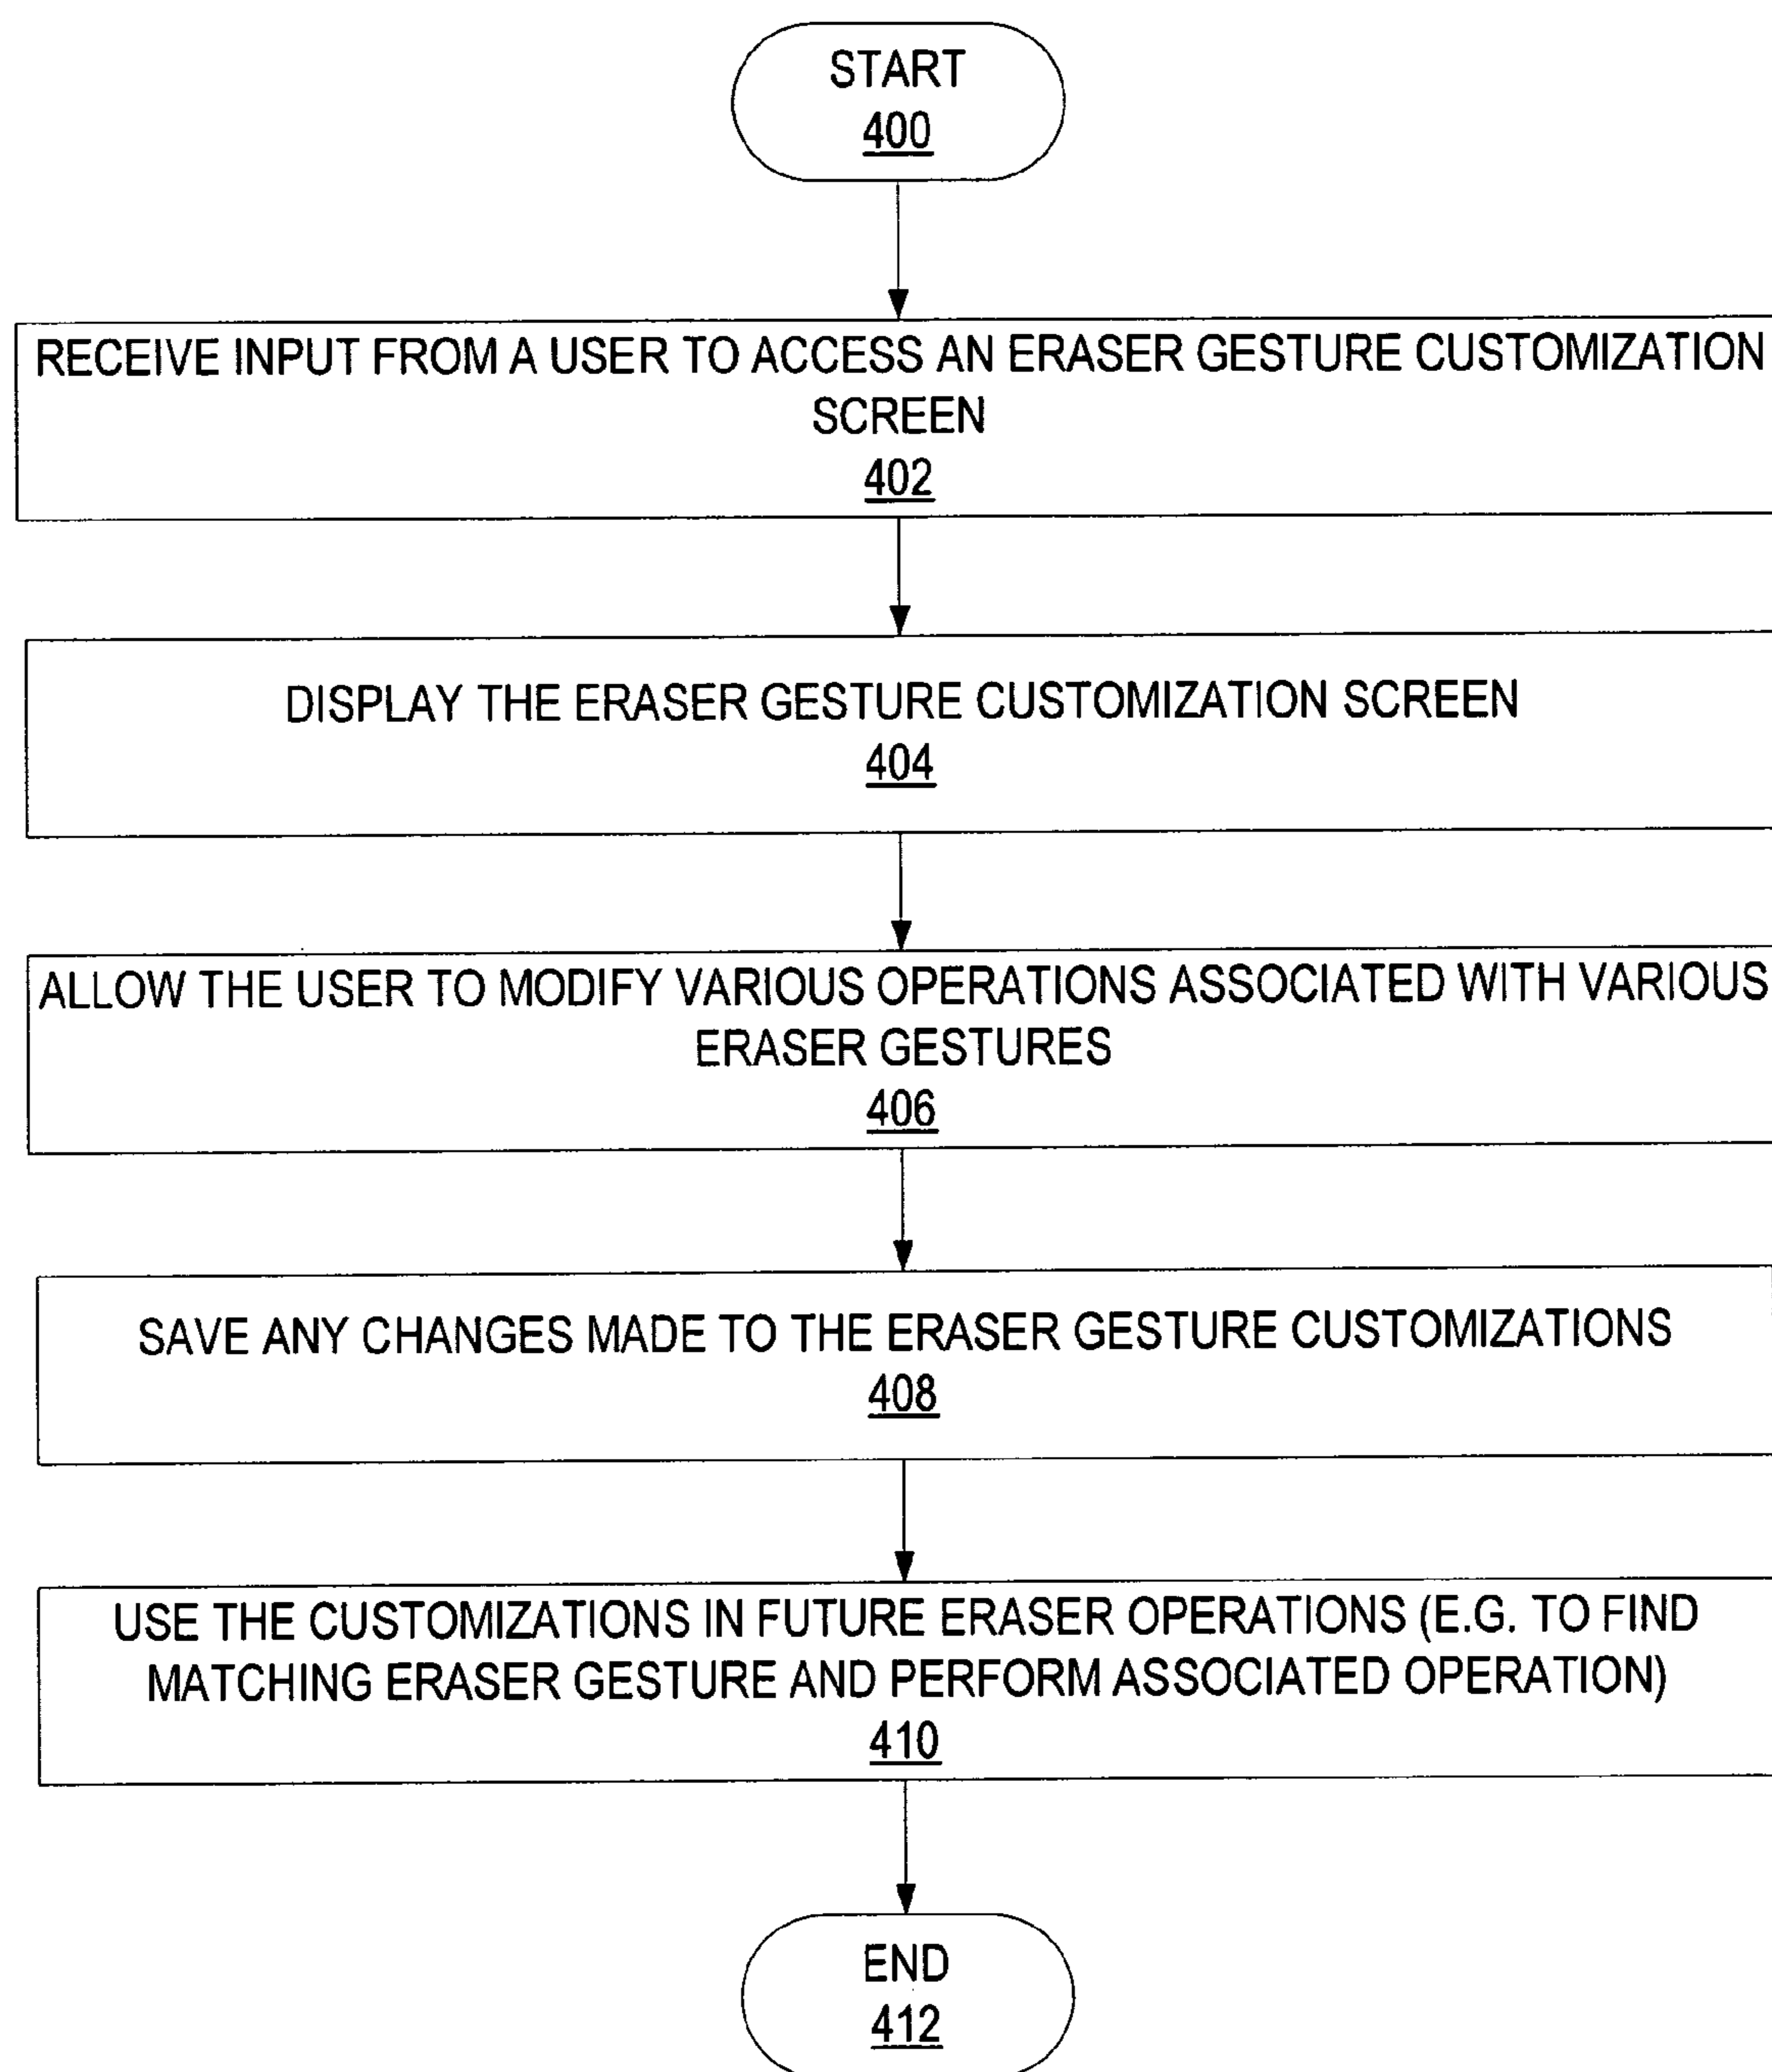 START
400
RECEIVE INPUT FROM A USER TO ACCESS AN ERASER GESTURE CUSTOMIZATION
SCREEN
402
DISPLAY THE ERASER GESTURE CUSTOMIZATION SCREEN
404
ALLOW THE USER TO MODIFY VARIOUS OPERATIONS ASSOCIATED WITH VARIOUS
ERASER GESTURES
406
SAVE ANY CHANGES MADE TO THE ERASER GESTURE CUSTOMIZATIONS
408
USE THE CUSTOMIZATIONS IN FUTURE ERASER OPERATIONS (E.G. TO FIND
MATCHING ERASER GESTURE AND PERFORM ASSOCIATED OPERATION)
410
END
412